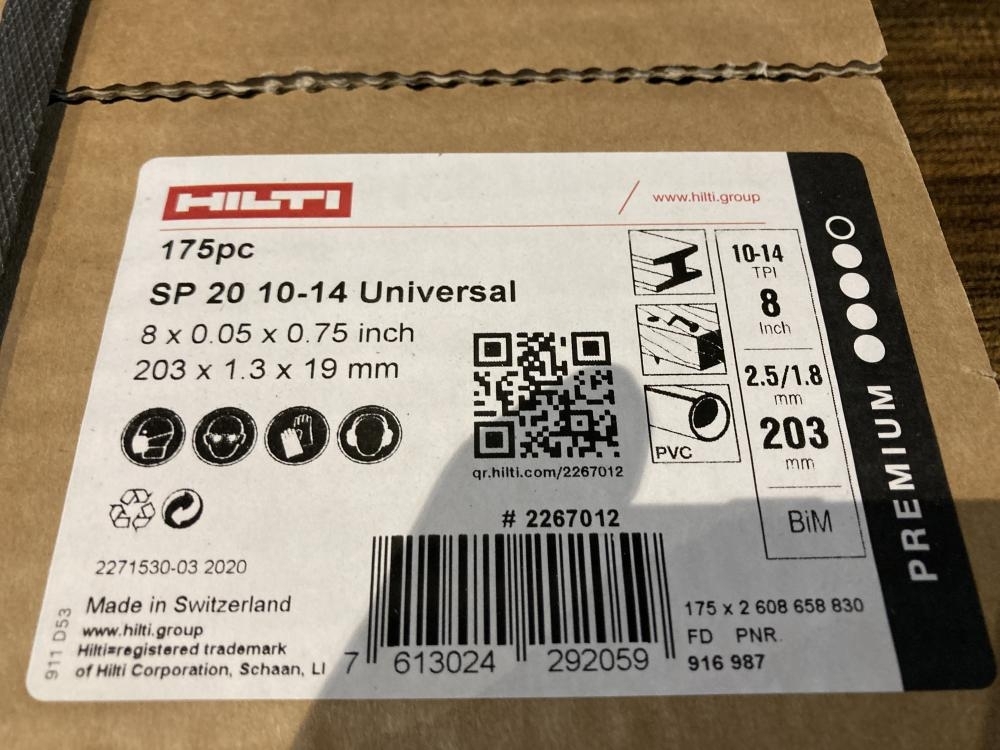 HILTI
www.hilti.group
175pc
SP 20 10-14 Universal
8 x 0.05 x 0.75 inch
203 x 1.3 x 19 mm
10-14
TPI
8
Inch
2.5/1.8
mm
203
mm
BiM
PVC
PREMIUM
qr.hilti.com/2267012
# 2267012
2271530-03 2020
Made in Switzerland
www.hilti.group
Hilti=registered trademark
of Hilti Corporation, Schaan, LI
911 D53
7 613024 292059
175 x 2 608 658 830
FD PNR.
916 987